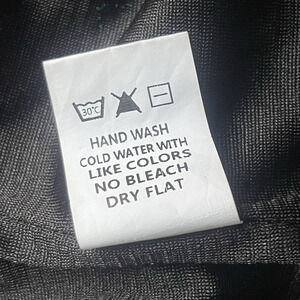 30°C
HAND WASH
COLD WATER WITH
LIKE COLORS
NO BLEACH
DRY FLAT